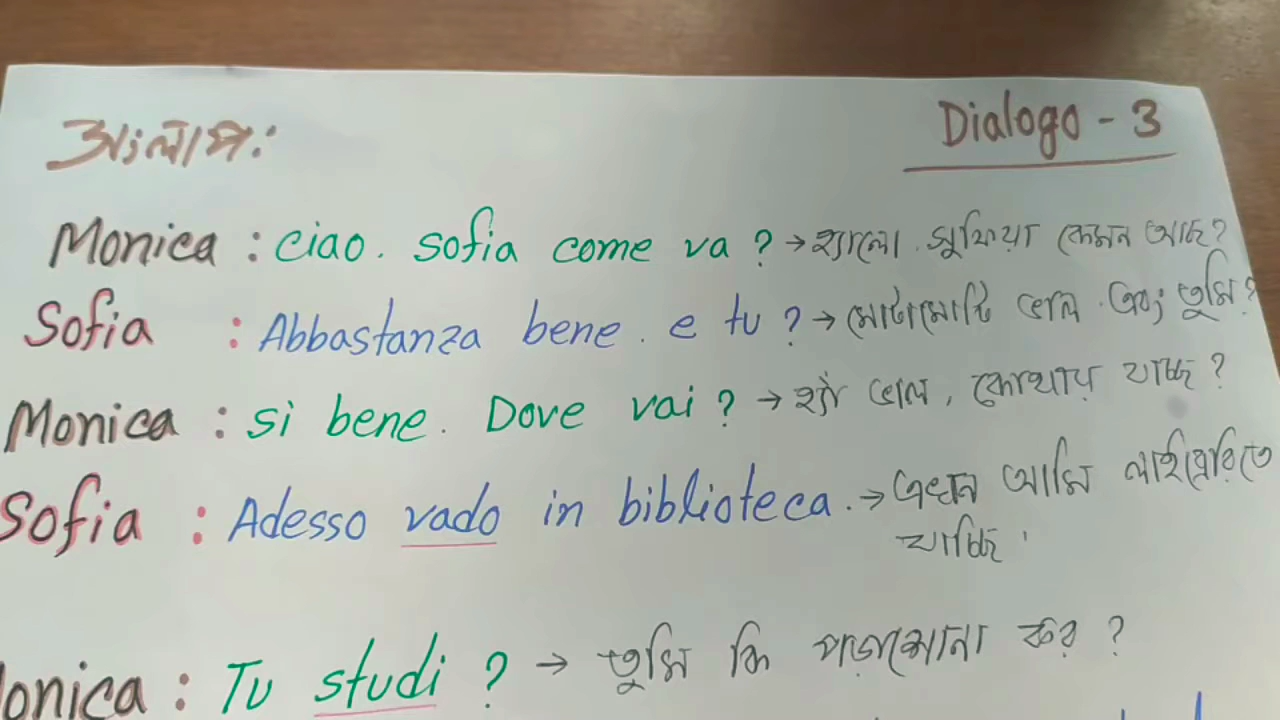 Dialogo - 3
Monica : ciao. Sofia come va ? → হ্যালো. সুফিয়া কেমন আছ?
Sofia : Abbastanza bene. e tu ? → মোটামোটি ভাল. এবং তুমি?
Monica : si bene. Dove vai ? → হ্যাঁ ভাল, কোথায় যাচ্ছ ?
Sofia : Adesso vado in biblioteca. → এখন আমি লাইব্রেরিতে
যাচ্ছি।
onica : Tu studi ? → তুমি কি পড়াশোনা কর ?